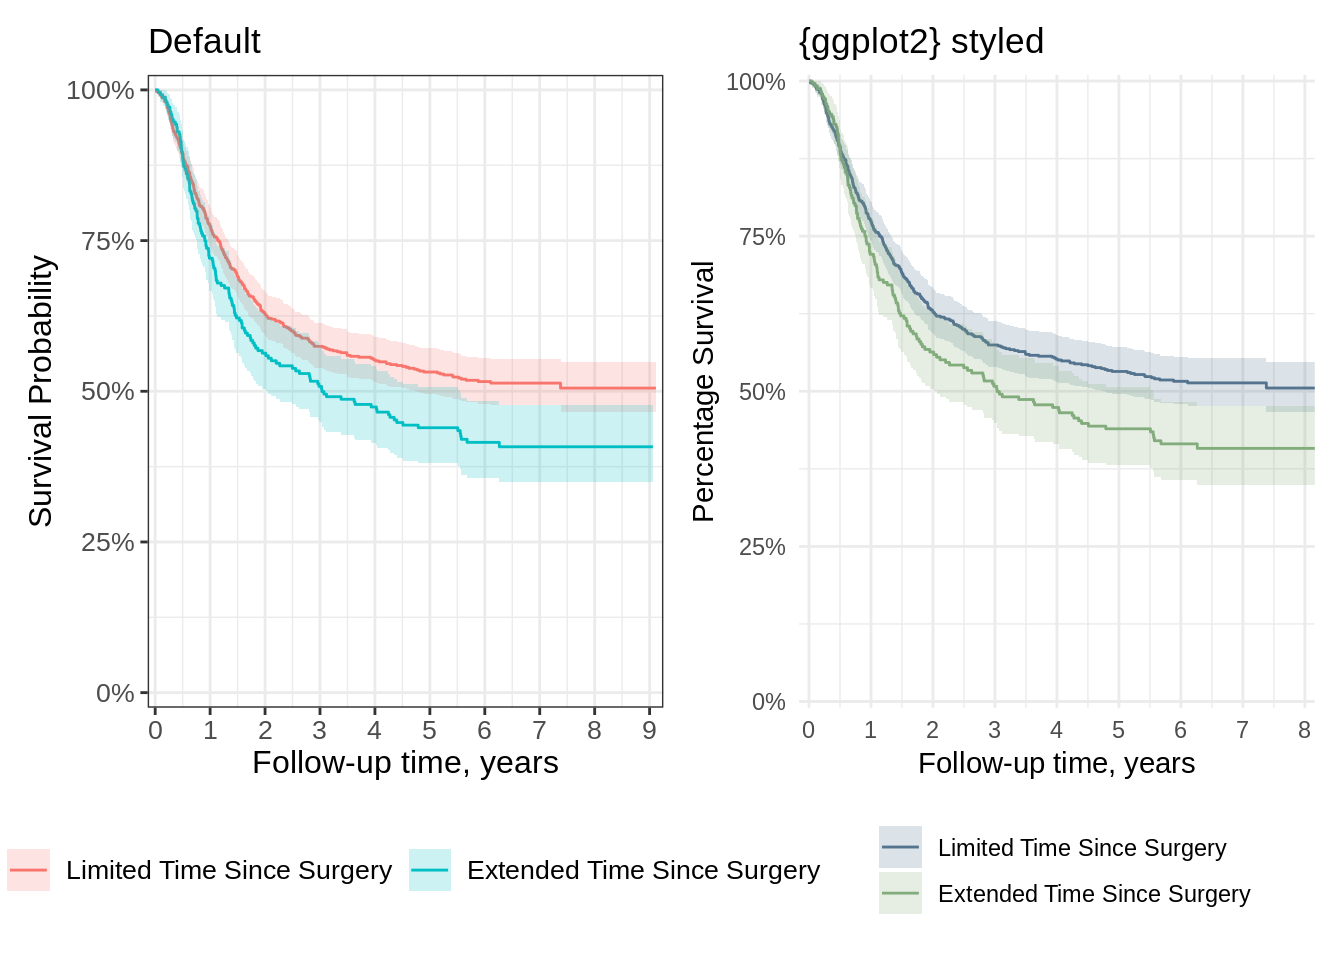 Default
100%
75%
50%
25%
0%
Survival Probability
0 1 2 3 4 5 6 7 8 9
Follow-up time, years
Limited Time Since Surgery
Extended Time Since Surgery
{ggplot2} styled
100%
75%
50%
25%
0%
Percentage Survival
0 1 2 3 4 5 6 7 8
Follow-up time, years
Limited Time Since Surgery
Extended Time Since Surgery